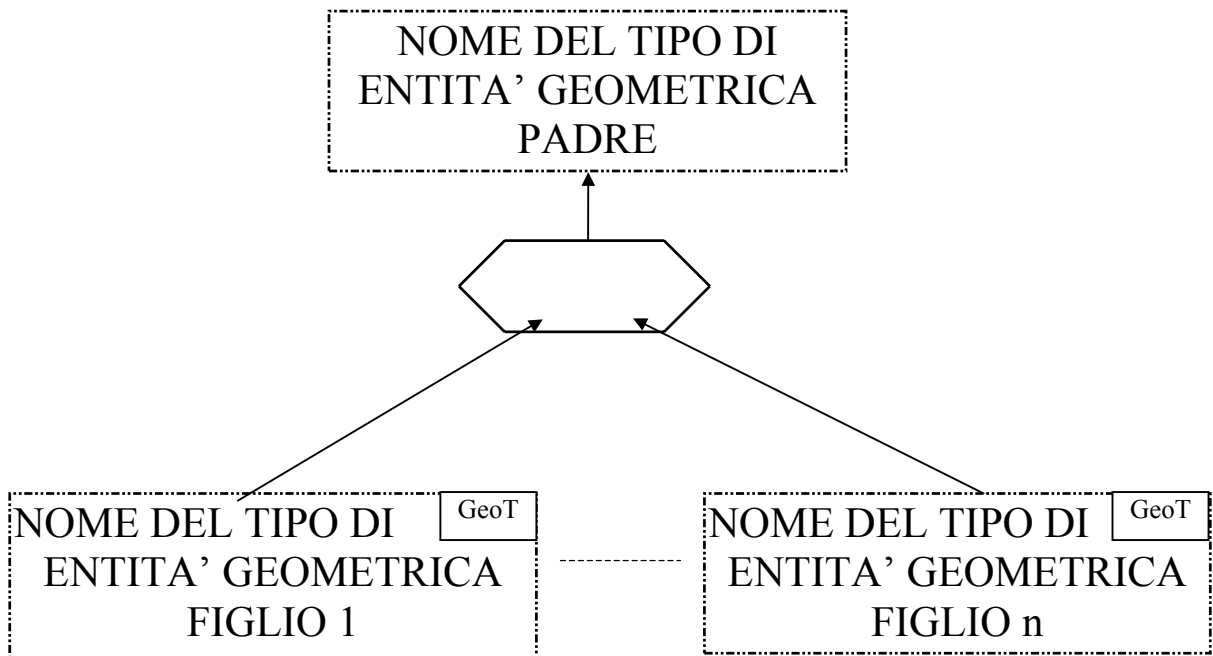 NOME DEL TIPO DI
ENTITA’ GEOMETRICA
PADRE
NOME DEL TIPO DI
GeoT
ENTITA’ GEOMETRICA
FIGLIO 1
NOME DEL TIPO DI
GeoT
ENTITA’ GEOMETRICA
FIGLIO n